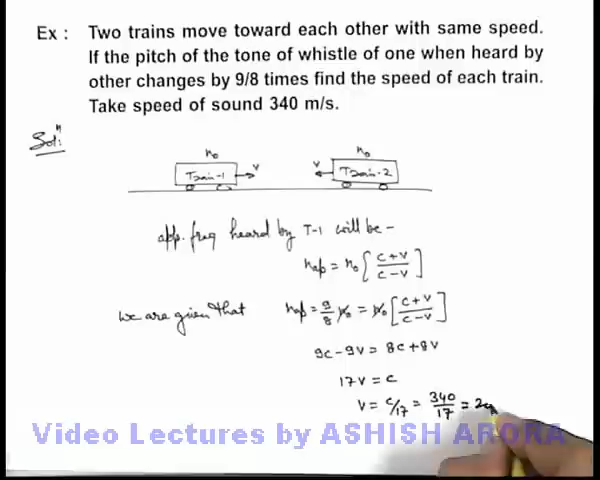 Ex : Two trains move toward each other with same speed.
If the pitch of the tone of whistle of one when heard by
other changes by 9/8 times find the speed of each train.
Take speed of sound 340 m/s.
Solⁿ:
n₀ n₀
Train-1 v v Train-2
app. freq heard by T-1 will be -
nap = n₀ [c+v/c-v]
we are given that nap = 9/8 n₀ = n₀ [c+v/c-v]
9c - 9v = 8c + 8v
17v = c
v = c/17 = 340/17 = 20
Video Lectures by ASHISH ARORA